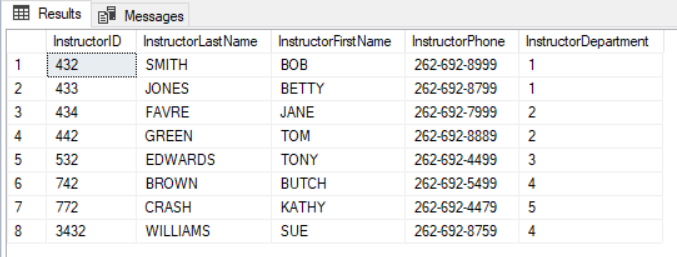 Results Messages
InstructorID InstructorLastName InstructorFirstName InstructorPhone InstructorDepartment
1 432 SMITH BOB 262-692-8999 1
2 433 JONES BETTY 262-692-8799 1
3 434 FAVRE JANE 262-692-7999 2
4 442 GREEN TOM 262-692-8889 2
5 532 EDWARDS TONY 262-692-4499 3
6 742 BROWN BUTCH 262-692-5499 4
7 772 CRASH KATHY 262-692-4479 5
8 3432 WILLIAMS SUE 262-692-8759 4